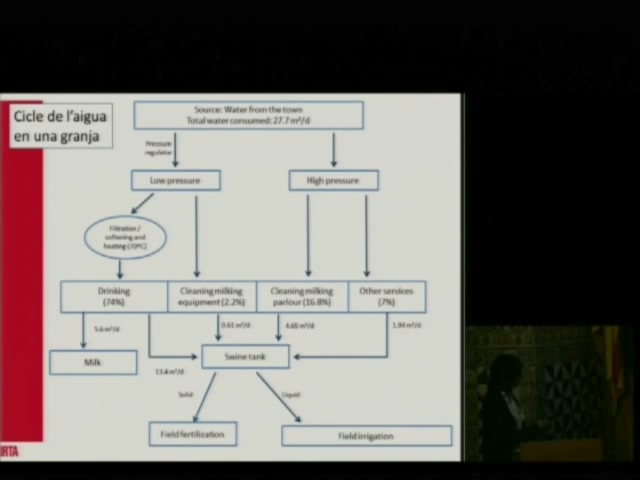 Cicle de l'aigua
en una granja
Source: Water from the town
Total water consumed: 27.7 m³/d
Pressure
regulator
Low pressure
High pressure
Filtration /
softening and
heating (70ºC)
Drinking
(74%)
Cleaning milking
equipment (2.2%)
Cleaning milking
parlour (16.8%)
Other services
(7%)
5.6 m³/d
0.61 m³/d
4.65 m³/d
1.94 m³/d
Milk
13.4 m³/d
Swine tank
Solid
Liquid
Field fertilization
Field irrigation
IRTA